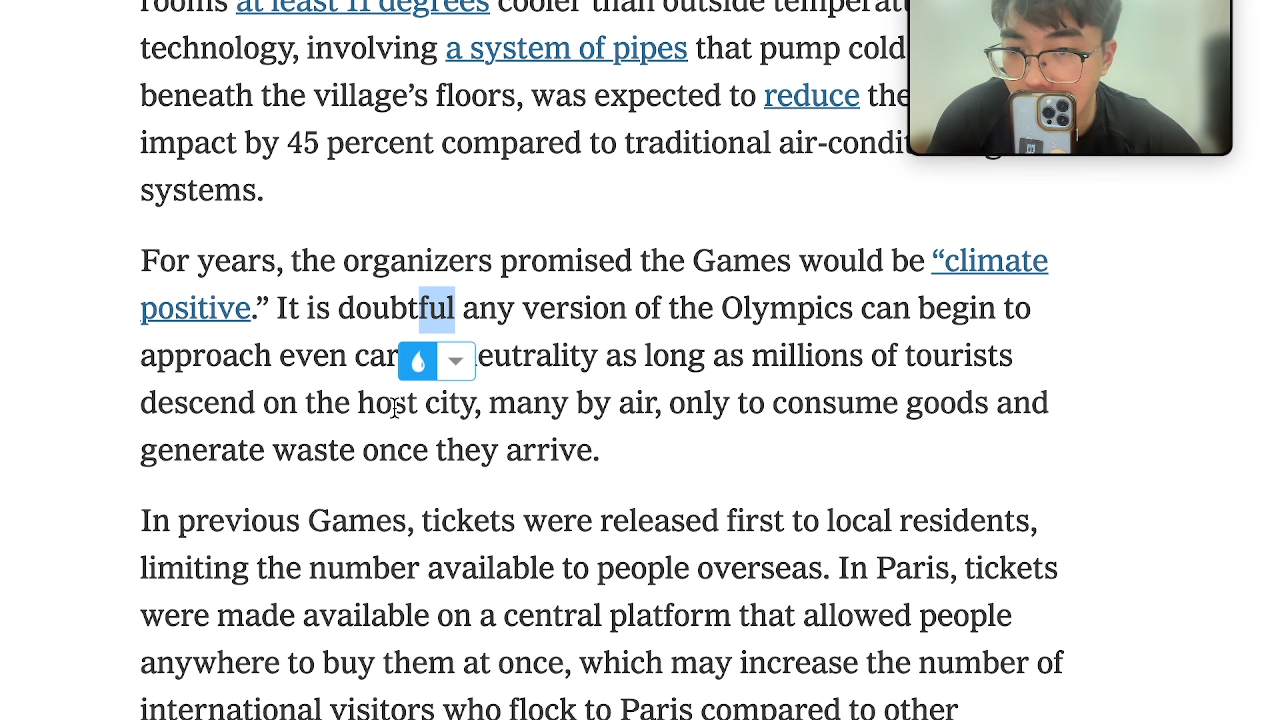 rooms at least 11 degrees cooler than outside
technology, involving a system of pipes that pump cold
beneath the village’s floors, was expected to reduce the
impact by 45 percent compared to traditional
systems.
For years, the organizers promised the Games would be “climate
positive.” It is doubtful any version of the Olympics can begin to
approach even as long as millions of tourists
descend on the host city, many by air, only to consume goods and
generate waste once they arrive.
In previous Games, tickets were released first to local residents,
limiting the number available to people overseas. In Paris, tickets
were made available on a central platform that allowed people
anywhere to buy them at once, which may increase the number of
international visitors who flock to Paris compared to other